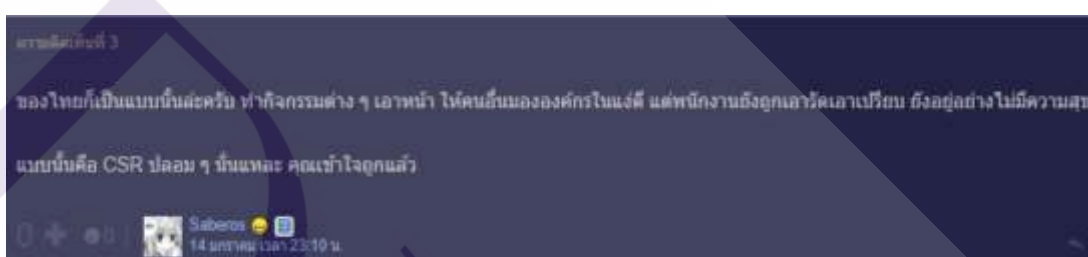 ความคิดเห็นที่ 3
ของไทยก็เป็นแบบนั้นล่ะครับ ทำกิจกรรมต่าง ๆ เอาหน้า ให้คนอื่นมององค์กรในแง่ดี แต่พนักงานยังถูกเอารัดเอาเปรียบ ยังอยู่อย่างไม่มีความสุข
แบบนั้นคือ CSR ปลอม ๆ นั่นแหละ คุณเข้าใจถูกแล้ว
0 + 0
Saberos
14 มกราคม เวลา 23:10 น.